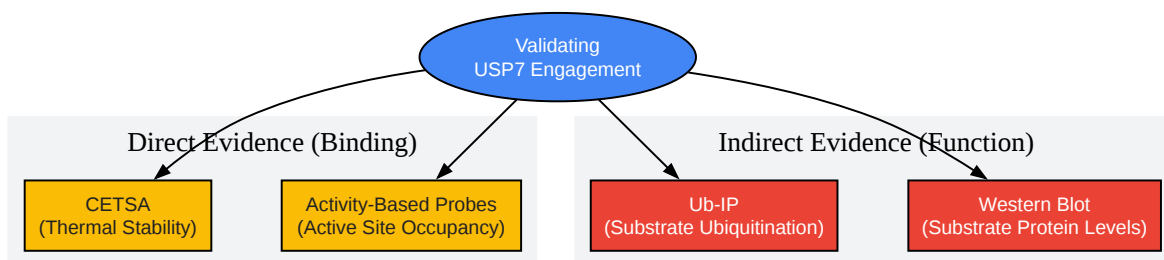 Validating
USP7 Engagement
Direct Evidence (Binding)
Indirect Evidence (Function)
CETSA
(Thermal Stability)
Activity-Based Probes
(Active Site Occupancy)
Ub-IP
(Substrate Ubiquitination)
Western Blot
(Substrate Protein Levels)